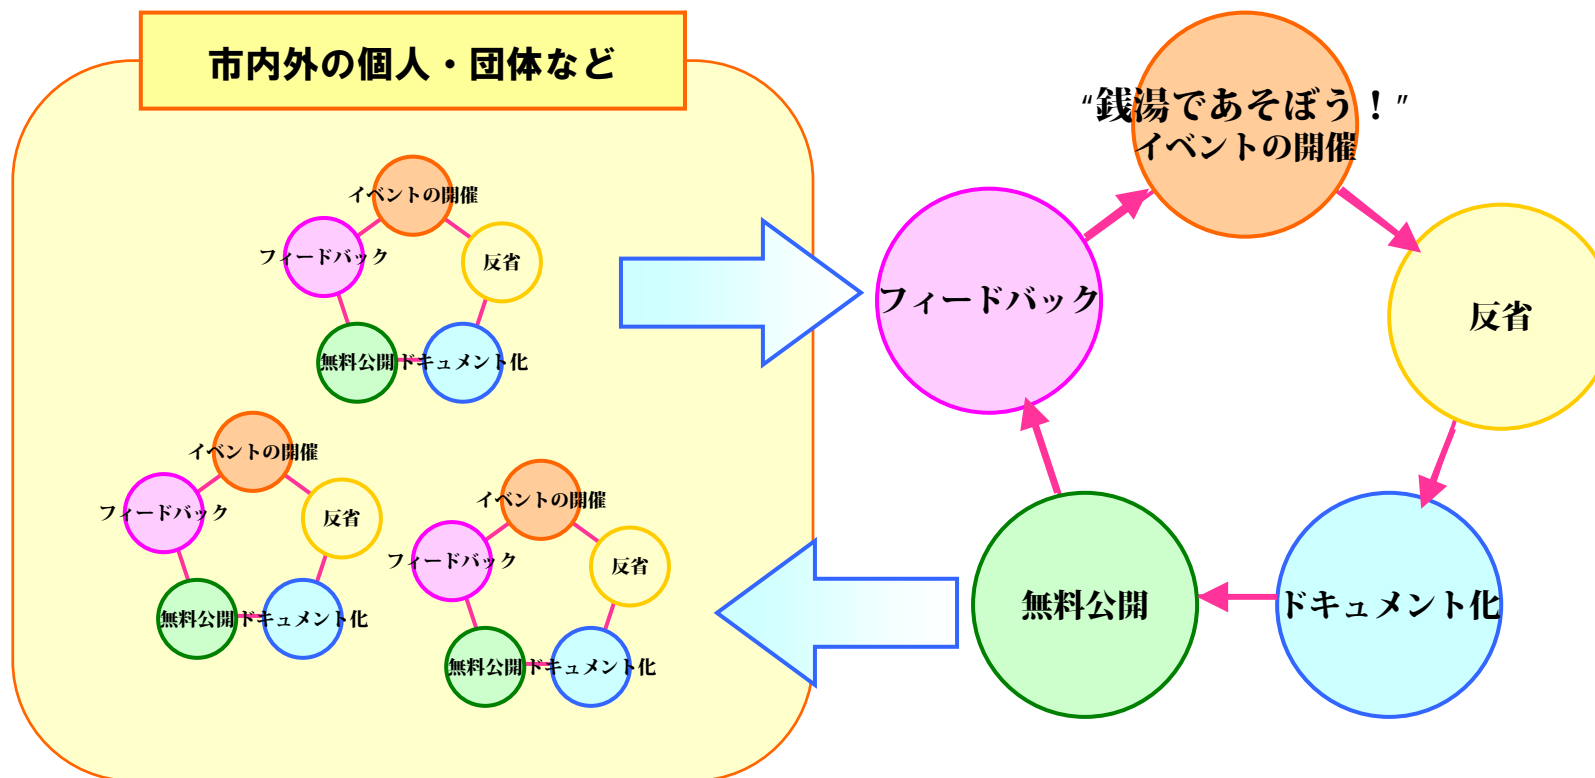 市内外の個人・団体など
イベントの開催
フィードバック
反省
無料公開
ドキュメント化
イベントの開催
フィードバック
反省
無料公開
ドキュメント化
イベントの開催
フィードバック
反省
無料公開
ドキュメント化
“銭湯であそぼう！”
イベントの開催
フィードバック
反省
無料公開
ドキュメント化